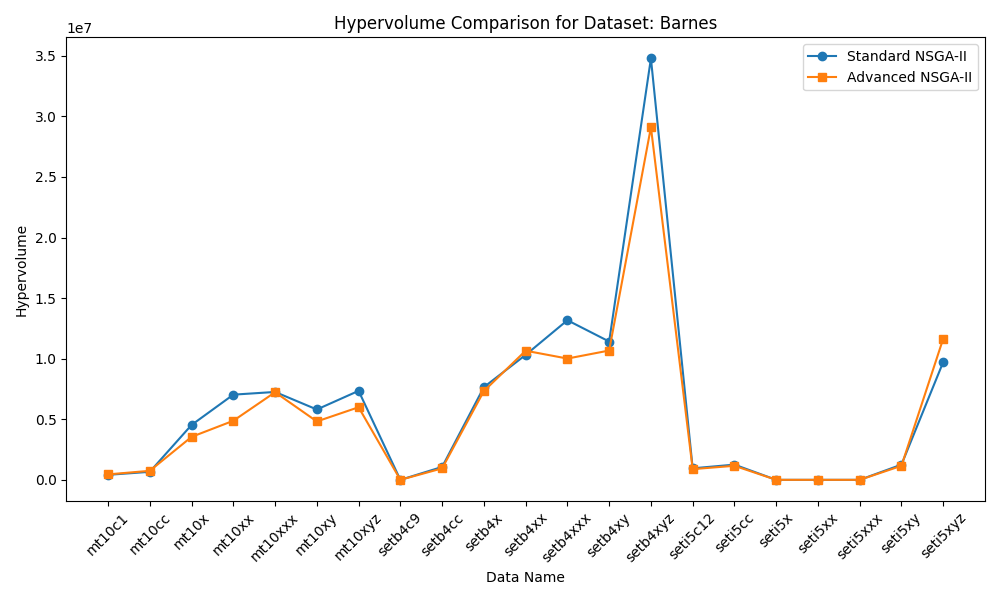 Hypervolume Comparison for Dataset: Barnes
1e7
Standard NSGA-II
Advanced NSGA-II
3.5
3.0
2.5
2.0
1.5
1.0
0.5
0.0
Hypervolume
mt10c1
mt10cc
mt10x
mt10xx
mt10xxx
mt10xy
mt10xyz
setb4c9
setb4cc
setb4x
setb4xx
setb4xxx
setb4xy
setb4xyz
seti5c12
seti5cc
seti5x
seti5xx
seti5xxx
seti5xy
seti5xyz
Data Name